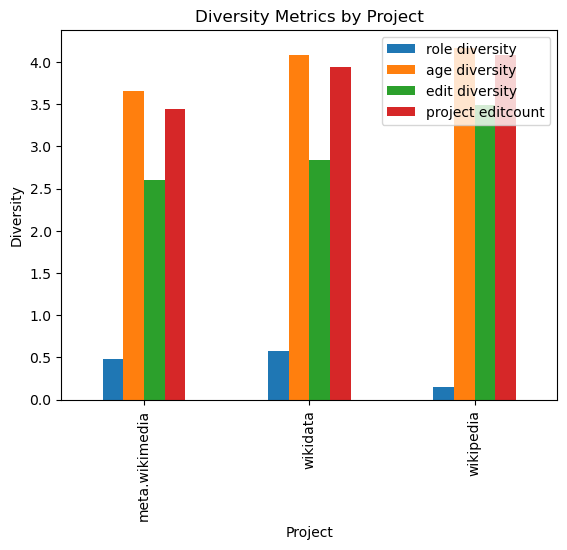 Diversity Metrics by Project
role diversity
age diversity
edit diversity
project editcount
Diversity
4.0
3.5
3.0
2.5
2.0
1.5
1.0
0.5
0.0
meta.wikimedia
wikidata
wikipedia
Project